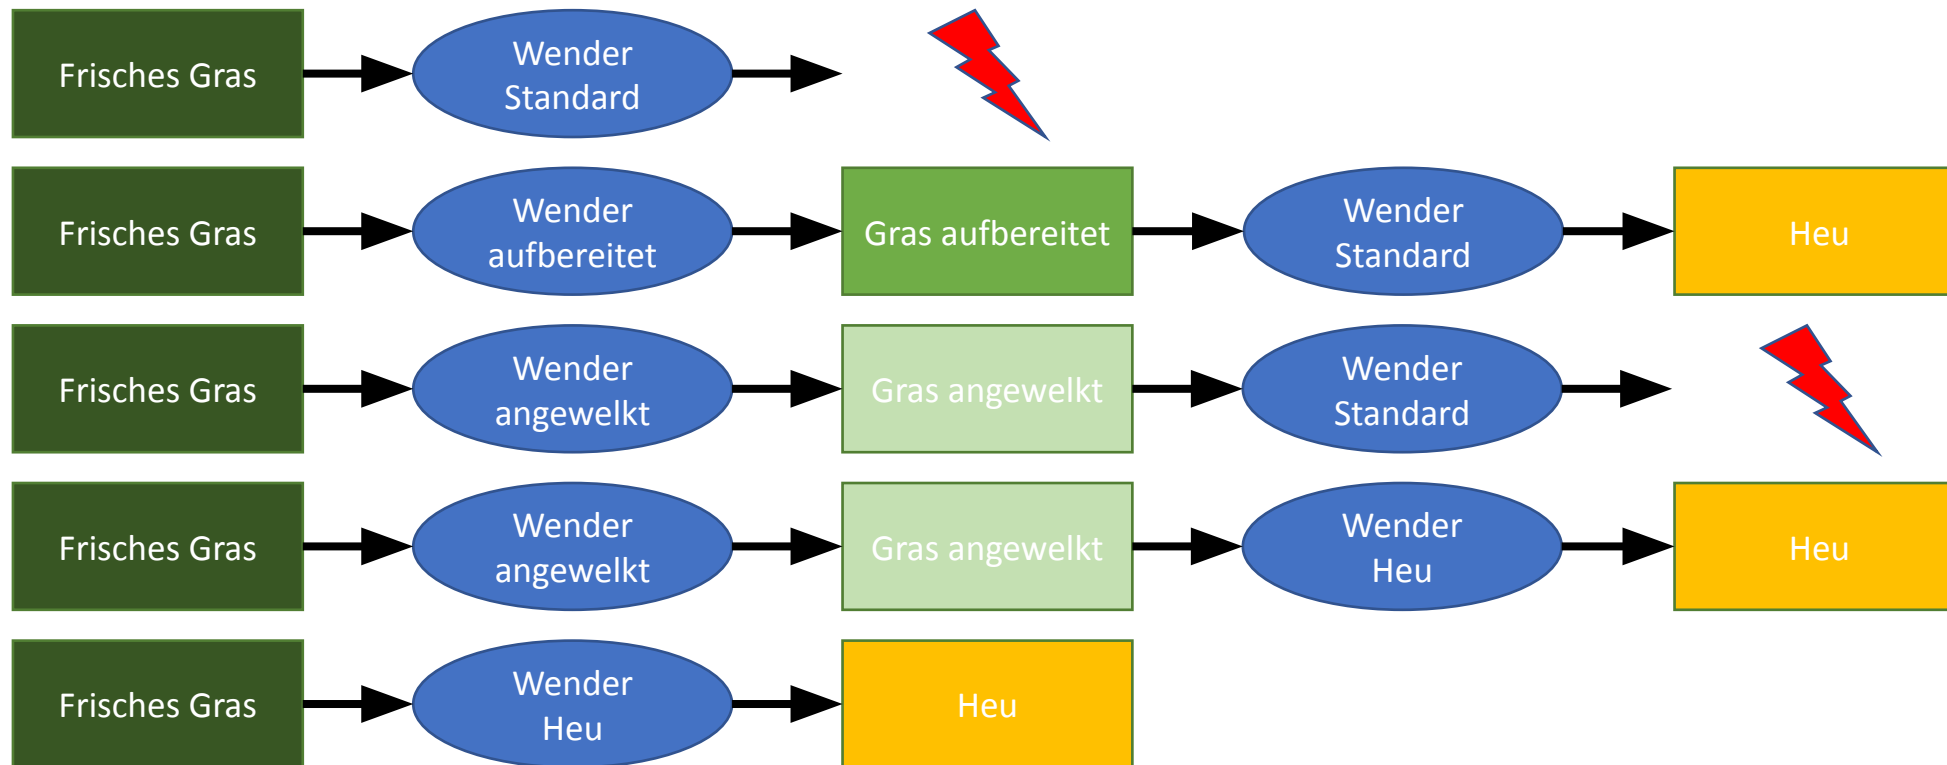 Frisches Gras
Wender
Standard
Frisches Gras
Wender
aufbereitet
Gras aufbereitet
Wender
Standard
Heu
Frisches Gras
Wender
angewelkt
Gras angewelkt
Wender
Standard
Frisches Gras
Wender
angewelkt
Gras angewelkt
Wender
Heu
Heu
Frisches Gras
Wender
Heu
Heu